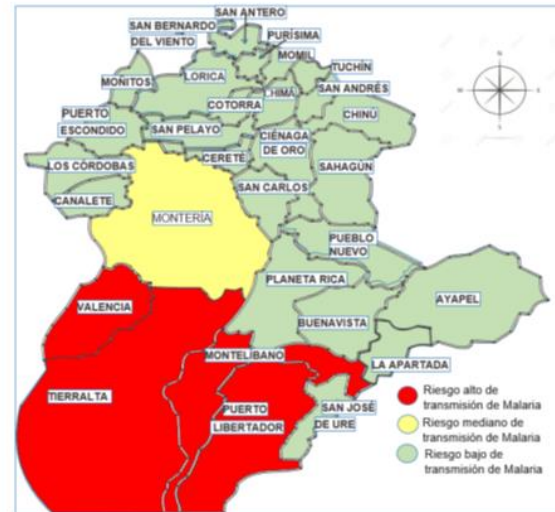 SAN ANTERO
SAN BERNARDO
DEL VIENTO
PURÍSIMA
MOMIL
TUCHÍN
MOÑITOS
LORICA
CHIMÁ
SAN ANDRÉS
COTORRA
CHINÚ
PUERTO
ESCONDIDO
SAN PELAYO
CIÉNAGA
DE ORO
LOS CÓRDOBAS
CERETÉ
SAHAGÚN
CANALETE
SAN CARLOS
MONTERÍA
PUEBLO
NUEVO
PLANETA RICA
AYAPEL
VALENCIA
BUENAVISTA
MONTELÍBANO
LA APARTADA
TIERRALTA
PUERTO
LIBERTADOR
SAN JOSÉ
DE URE
Riesgo alto de
transmisión de Malaria
Riesgo mediano de
transmisión de Malaria
Riesgo bajo de
transmisión de Malaria